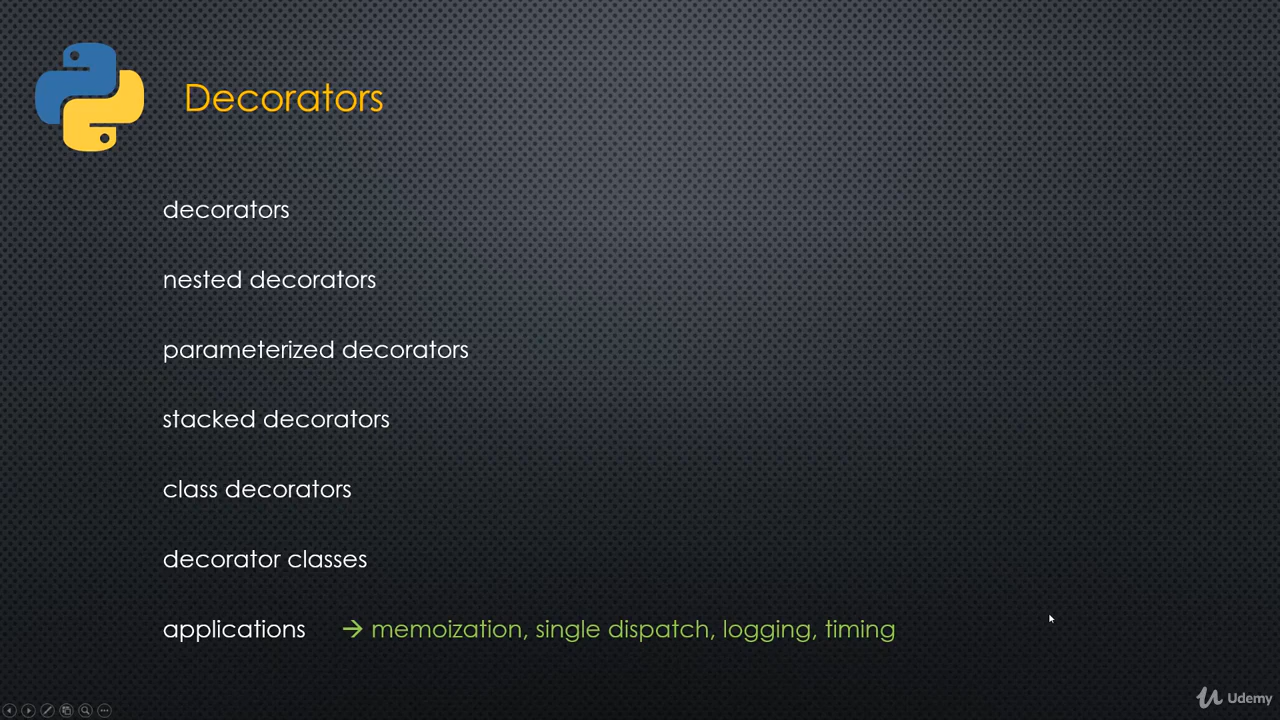 Decorators
decorators
nested decorators
parameterized decorators
stacked decorators
class decorators
decorator classes
applications → memoization, single dispatch, logging, timing
Udemy